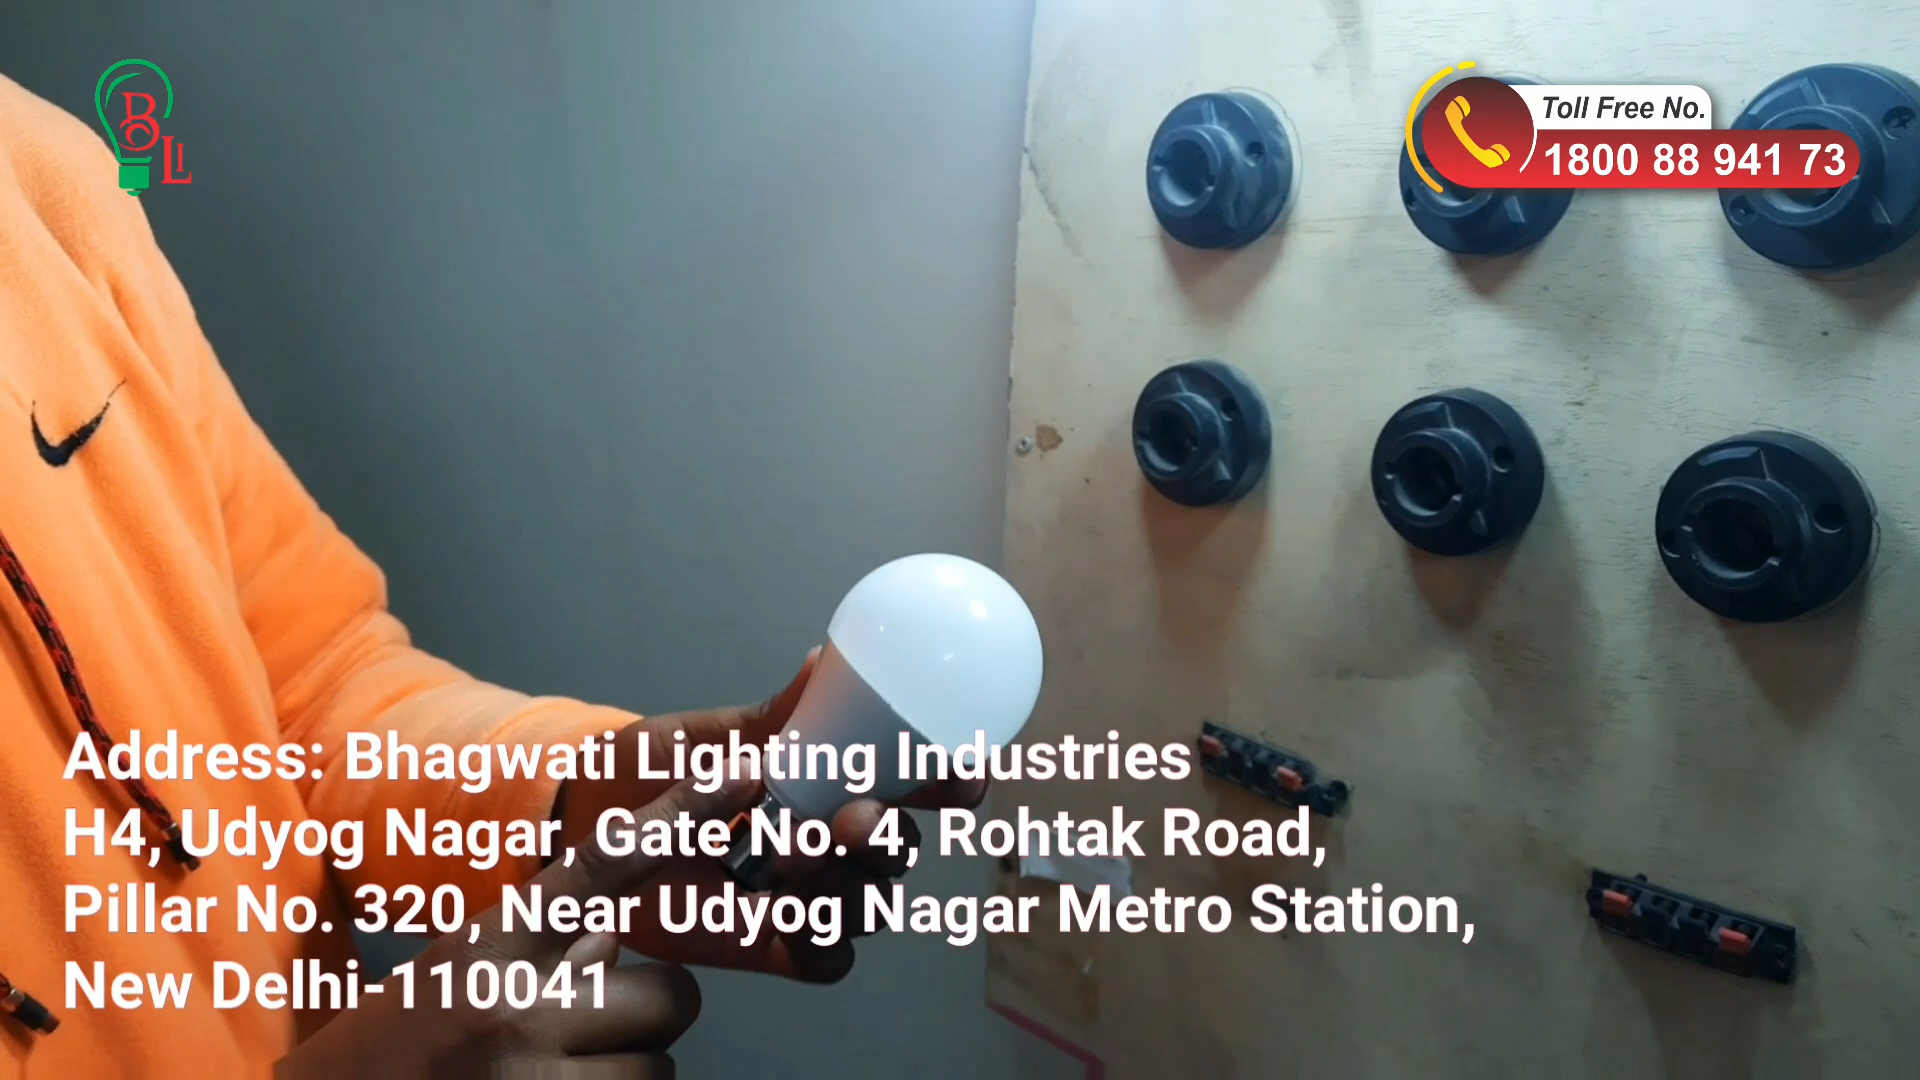 BLI
Toll Free No.
1800 88 941 73
Address: Bhagwati Lighting Industries
H4, Udyog Nagar, Gate No. 4, Rohtak Road,
Pillar No. 320, Near Udyog Nagar Metro Station,
New Delhi-110041